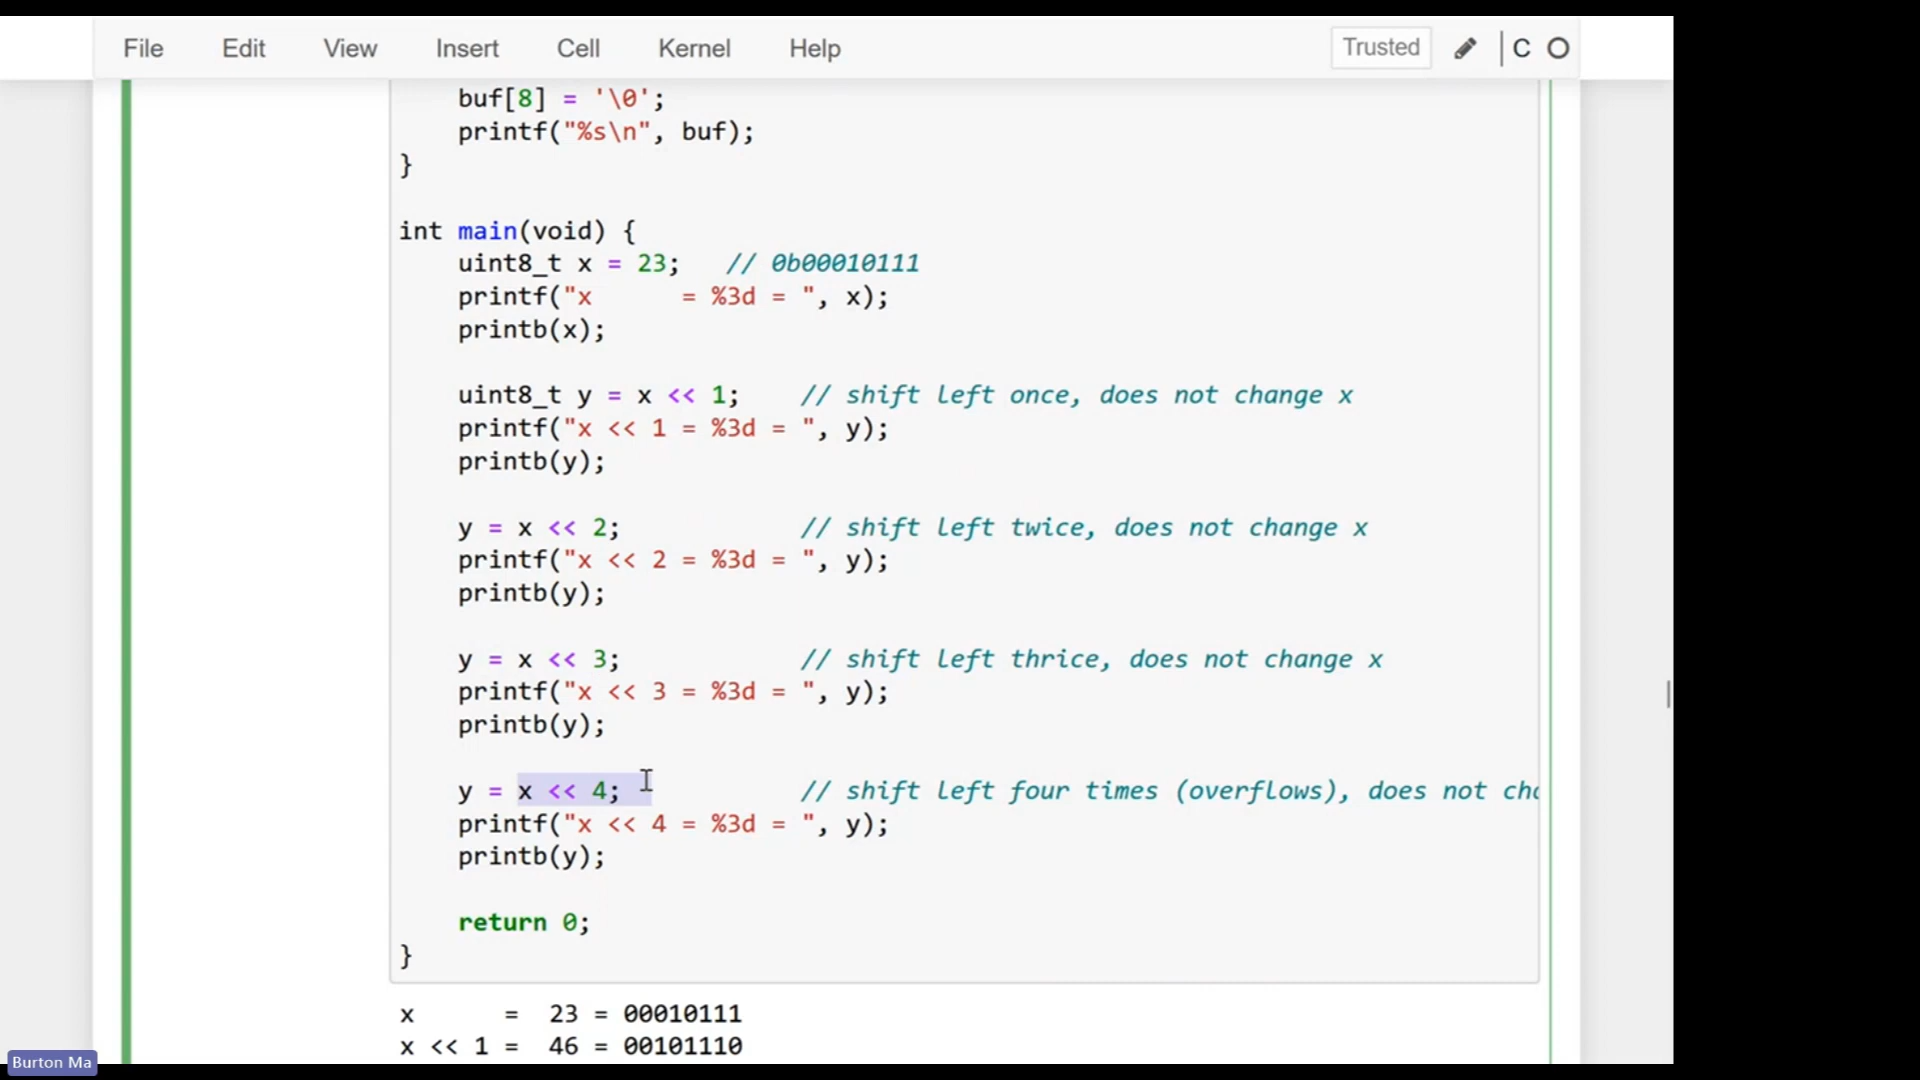 File Edit View Insert Cell Kernel Help Trusted C
    buf[8] = '\0';
    printf("%s\n", buf);
}
int main(void) {
    uint8_t x = 23;   // 0b00010111
    printf("x      = %3d = ", x);
    printb(x);
    uint8_t y = x << 1;    // shift left once, does not change x
    printf("x << 1 = %3d = ", y);
    printb(y);
    y = x << 2;            // shift left twice, does not change x
    printf("x << 2 = %3d = ", y);
    printb(y);
    y = x << 3;            // shift left thrice, does not change x
    printf("x << 3 = %3d = ", y);
    printb(y);
    y = x << 4;            // shift left four times (overflows), does not
    printf("x << 4 = %3d = ", y);
    printb(y);
    return 0;
}
x      =  23 = 00010111
x << 1 =  46 = 00101110
Burton Ma